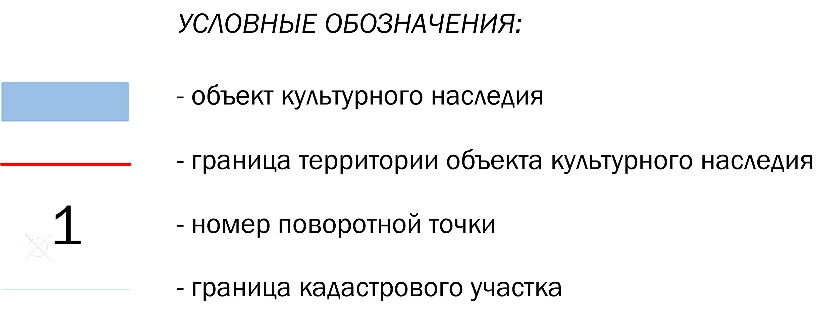 УСЛОВНЫЕ ОБОЗНАЧЕНИЯ:
- объект культурного наследия
- граница территории объекта культурного наследия
1 - номер поворотной точки
- граница кадастрового участка